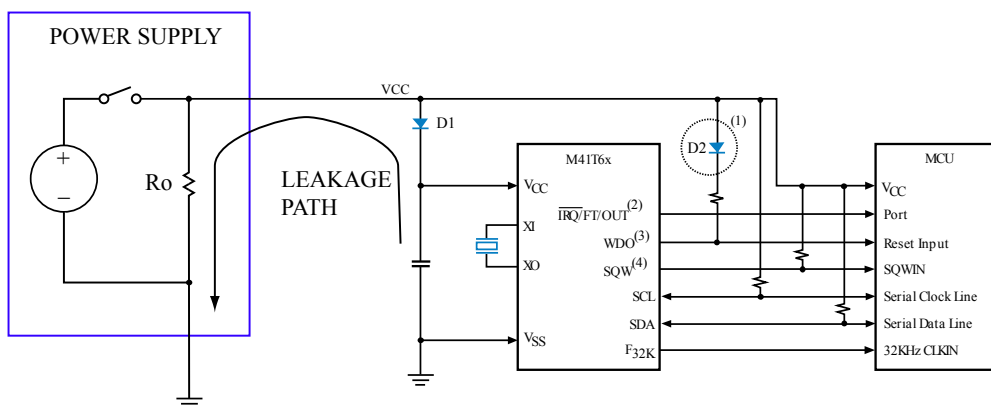 POWER SUPPLY
+
−
Ro
LEAKAGE
PATH
VCC
D1
M41T6x
VCC
XI
XO
VSS
IRQ/FT/OUT(2)
WDO(3)
SQW(4)
SCL
SDA
F32K
D2
(1)
MCU
VCC
Port
Reset Input
SQWIN
Serial Clock Line
Serial Data Line
32KHz CLKIN